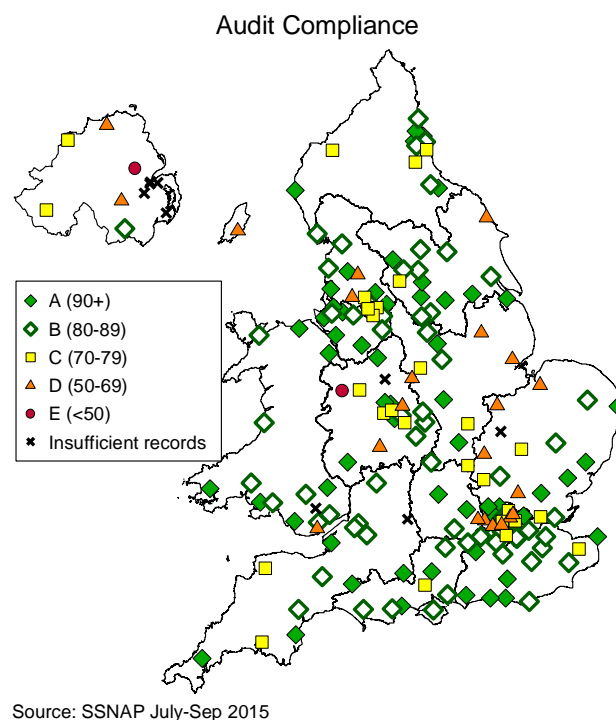 Audit Compliance
A (90+)
B (80-89)
C (70-79)
D (50-69)
E (<50)
Insufficient records
Source: SSNAP July-Sep 2015